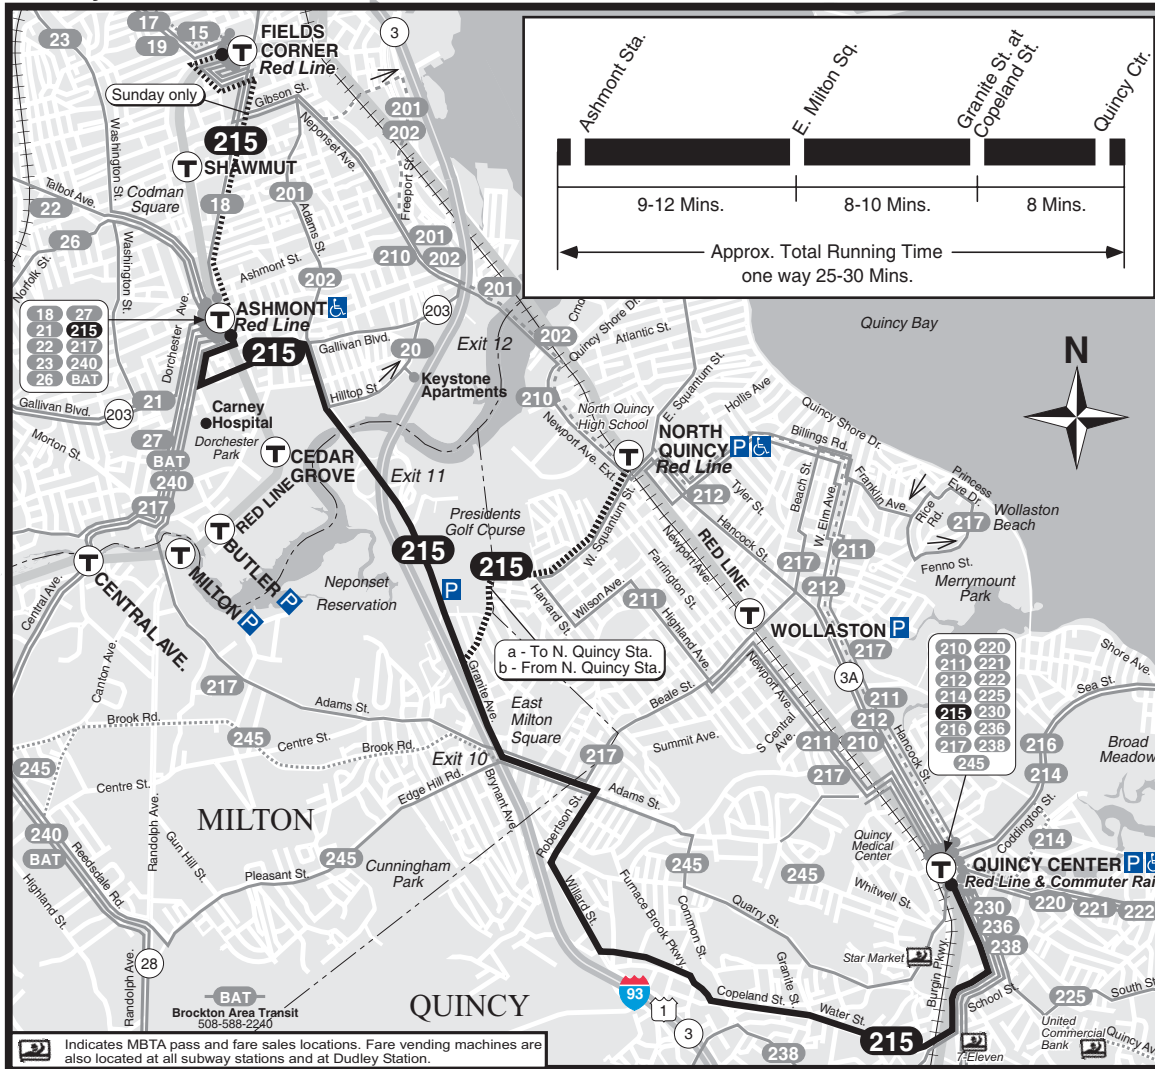 17
15
19
23
FIELDS
CORNER
Red Line
3
Sunday only
Gibson St.
Neponset Ave.
201
202
Freeport St.
215
SHAWMUT
Washington St.
Codman
Square
Talbot Ave.
22
18
201
Adams St.
26
Norfolk St.
Washington St.
Ashmont St.
202
201
210
202
201
203
Ashmont Sta.
E. Milton Sq.
Granite St. at
Copeland St.
Quincy Ctr.
9-12 Mins.
8-10 Mins.
8 Mins.
Approx. Total Running Time
one way 25-30 Mins.
18 27
21 215
22 217
23 240
26 BAT
Dorchester Ave.
ASHMONT
Red Line
215
Gallivan Blvd.
20
Exit 12
Hilltop St
Keystone
Apartments
202
Quincy Shore Dr.
Atlantic St.
E. Squantum St.
Hollis Ave
Quincy Bay
N
210
Newport Ave. Ext.
North Quincy
High School
NORTH
QUINCY
Red Line
P
Billings Rd.
Quincy Shore Dr.
Gallivan Blvd.
203
21
Morton St.
27
BAT
240
217
Carney
Hospital
Dorchester
Park
CEDAR
GROVE
RED LINE
Exit 11
Presidents
Golf Course
W. Squantum St.
212
Tyler St.
Hancock St.
Beach St.
W. Elm Ave.
Franklin Ave.
Rice
Rd.
Princess
Eve Dr.
217
Wollaston
Beach
Fenno St.
Merrymount
Park
211
217
212
RED LINE
Newport Ave.
Farrington St.
BUTLER
P
MILTON
P
CENTRAL AVE.
Central Ave.
Neponset
Reservation
215
P
215
Harvard St.
Wilson Ave.
211
Highland Ave.
WOLLASTON
P
217
a - To N. Quincy Sta.
b - From N. Quincy Sta.
Granite Ave.
Canton Ave.
217
Adams St.
Brook Rd.
245
Centre St.
Brook Rd.
East
Milton
Square
Beale St.
Summit Ave.
Newport Ave.
S Central
Ave.
3A
211
212
Hancock St.
211
210
217
210 220
211 221
212 222
214 225
215 230
216 236
217 238
245
Shore Ave.
Sea St.
216
214
Broad
Meadow
245
Centre St.
Exit 10
Edge Hill Rd.
Brynant Ave.
217
Adams St.
Robertson St.
MILTON
Randolph Ave.
Gun Hill St.
240
BAT
Reedsdale Rd.
Highland St.
Pleasant St.
245
Cunningham
Park
Willard St.
Furnace Brook Pkwy.
245
Common St.
Quarry St.
245
Quincy
Medical
Center
Whitwell St.
Coddington St.
214
QUINCY CENTER
P
Red Line & Commuter Rai
220
221
222
230
236
238
Star Market
Burgin Pkwy.
School St.
South St.
225
28
Randolph Ave.
BAT
Brockton Area Transit
508-588-2240
QUINCY
93
1
3
Copeland St.
Granite St.
Water St.
215
238
7-Eleven
United
Commercial
Bank
Quincy Av
Indicates MBTA pass and fare sales locations. Fare vending machines are
also located at all subway stations and at Dudley Station.